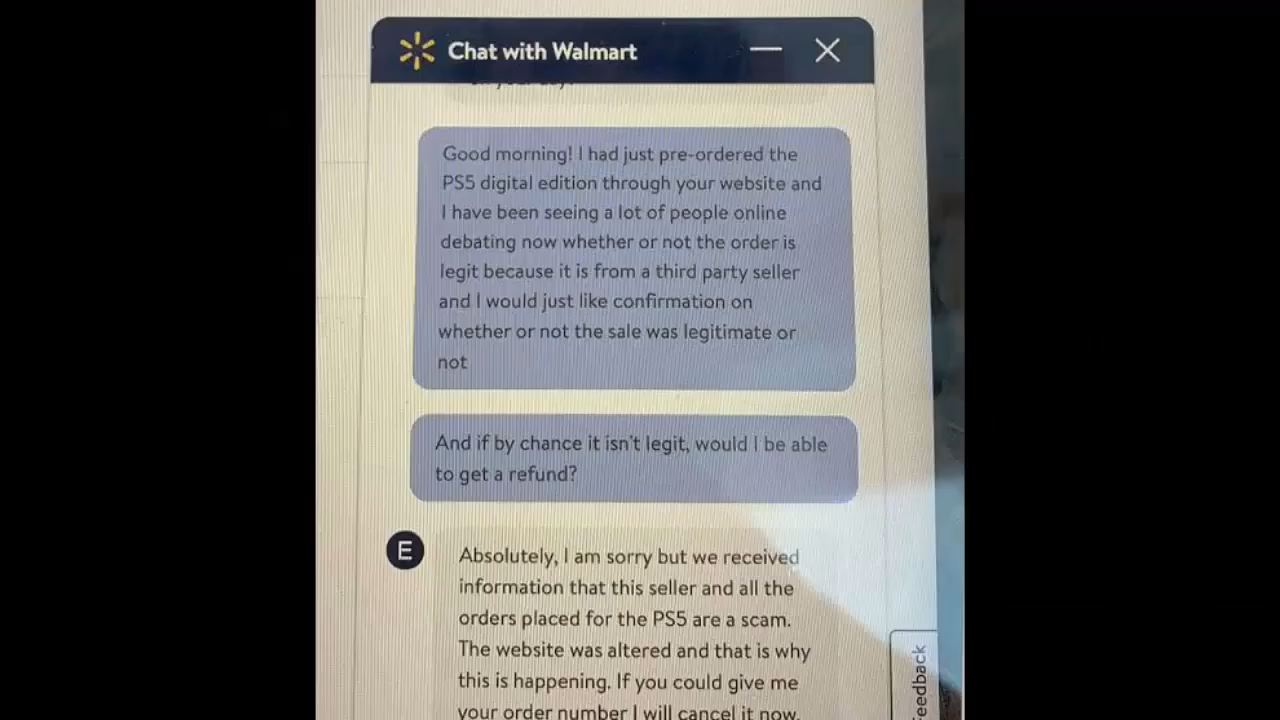 Chat with Walmart
Good morning! I had just pre-ordered the
PS5 digital edition through your website and
I have been seeing a lot of people online
debating now whether or not the order is
legit because it is from a third party seller
and I would just like confirmation on
whether or not the sale was legitimate or
not
And if by chance it isn't legit, would I be able
to get a refund?
E
Absolutely, I am sorry but we received
information that this seller and all the
orders placed for the PS5 are a scam.
The website was altered and that is why
this is happening. If you could give me
your order number I will cancel it now.
Feedback